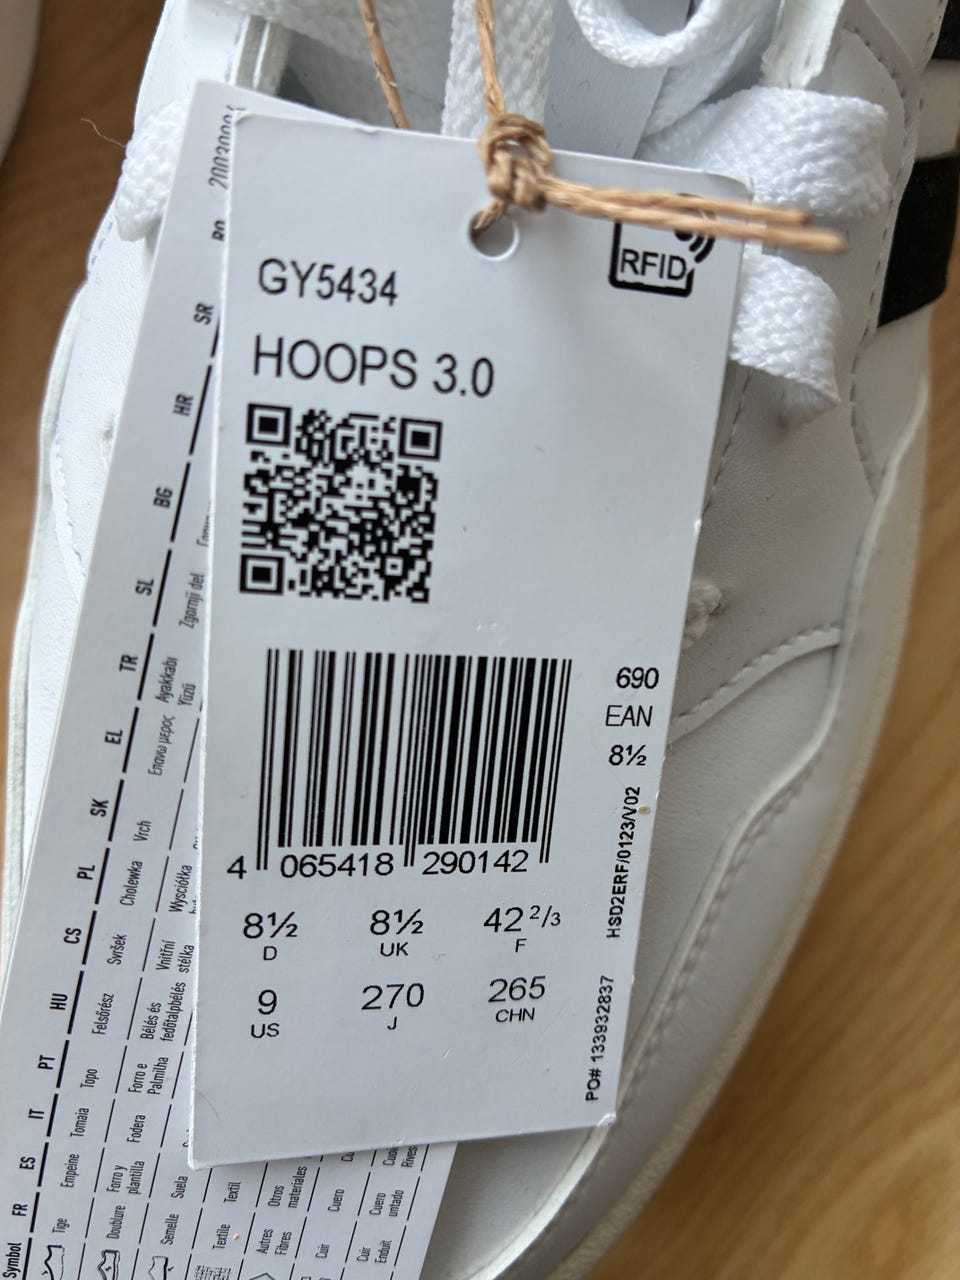 GY5434
RFID
HOOPS 3.0
690
EAN
8½
4 065418 290142
HSD2ERF/0123/V02
8½ 8½ 42 2/3
D UK F
9 270 265
US J CHN
PO# 133932837
RO
SR
HR
BG
SL Zgornji del
TR Ayakkabı Yüzü
EL Επανω μερος
SK Vrch
PL Cholewka Wyściółka
CS Svršek Vnitřní stélka
HU Felsőrész Bélés és fedőtalpbélés
PT Topo Forro e Palmilha
IT Tomaia Fodera
ES Empeine Forro y plantilla Suela Textil Otros materiales Cuero Cuero untado
FR Tige Doublure Semelle Textile Autres Fibres Cuir Cuir Enduit
Symbol